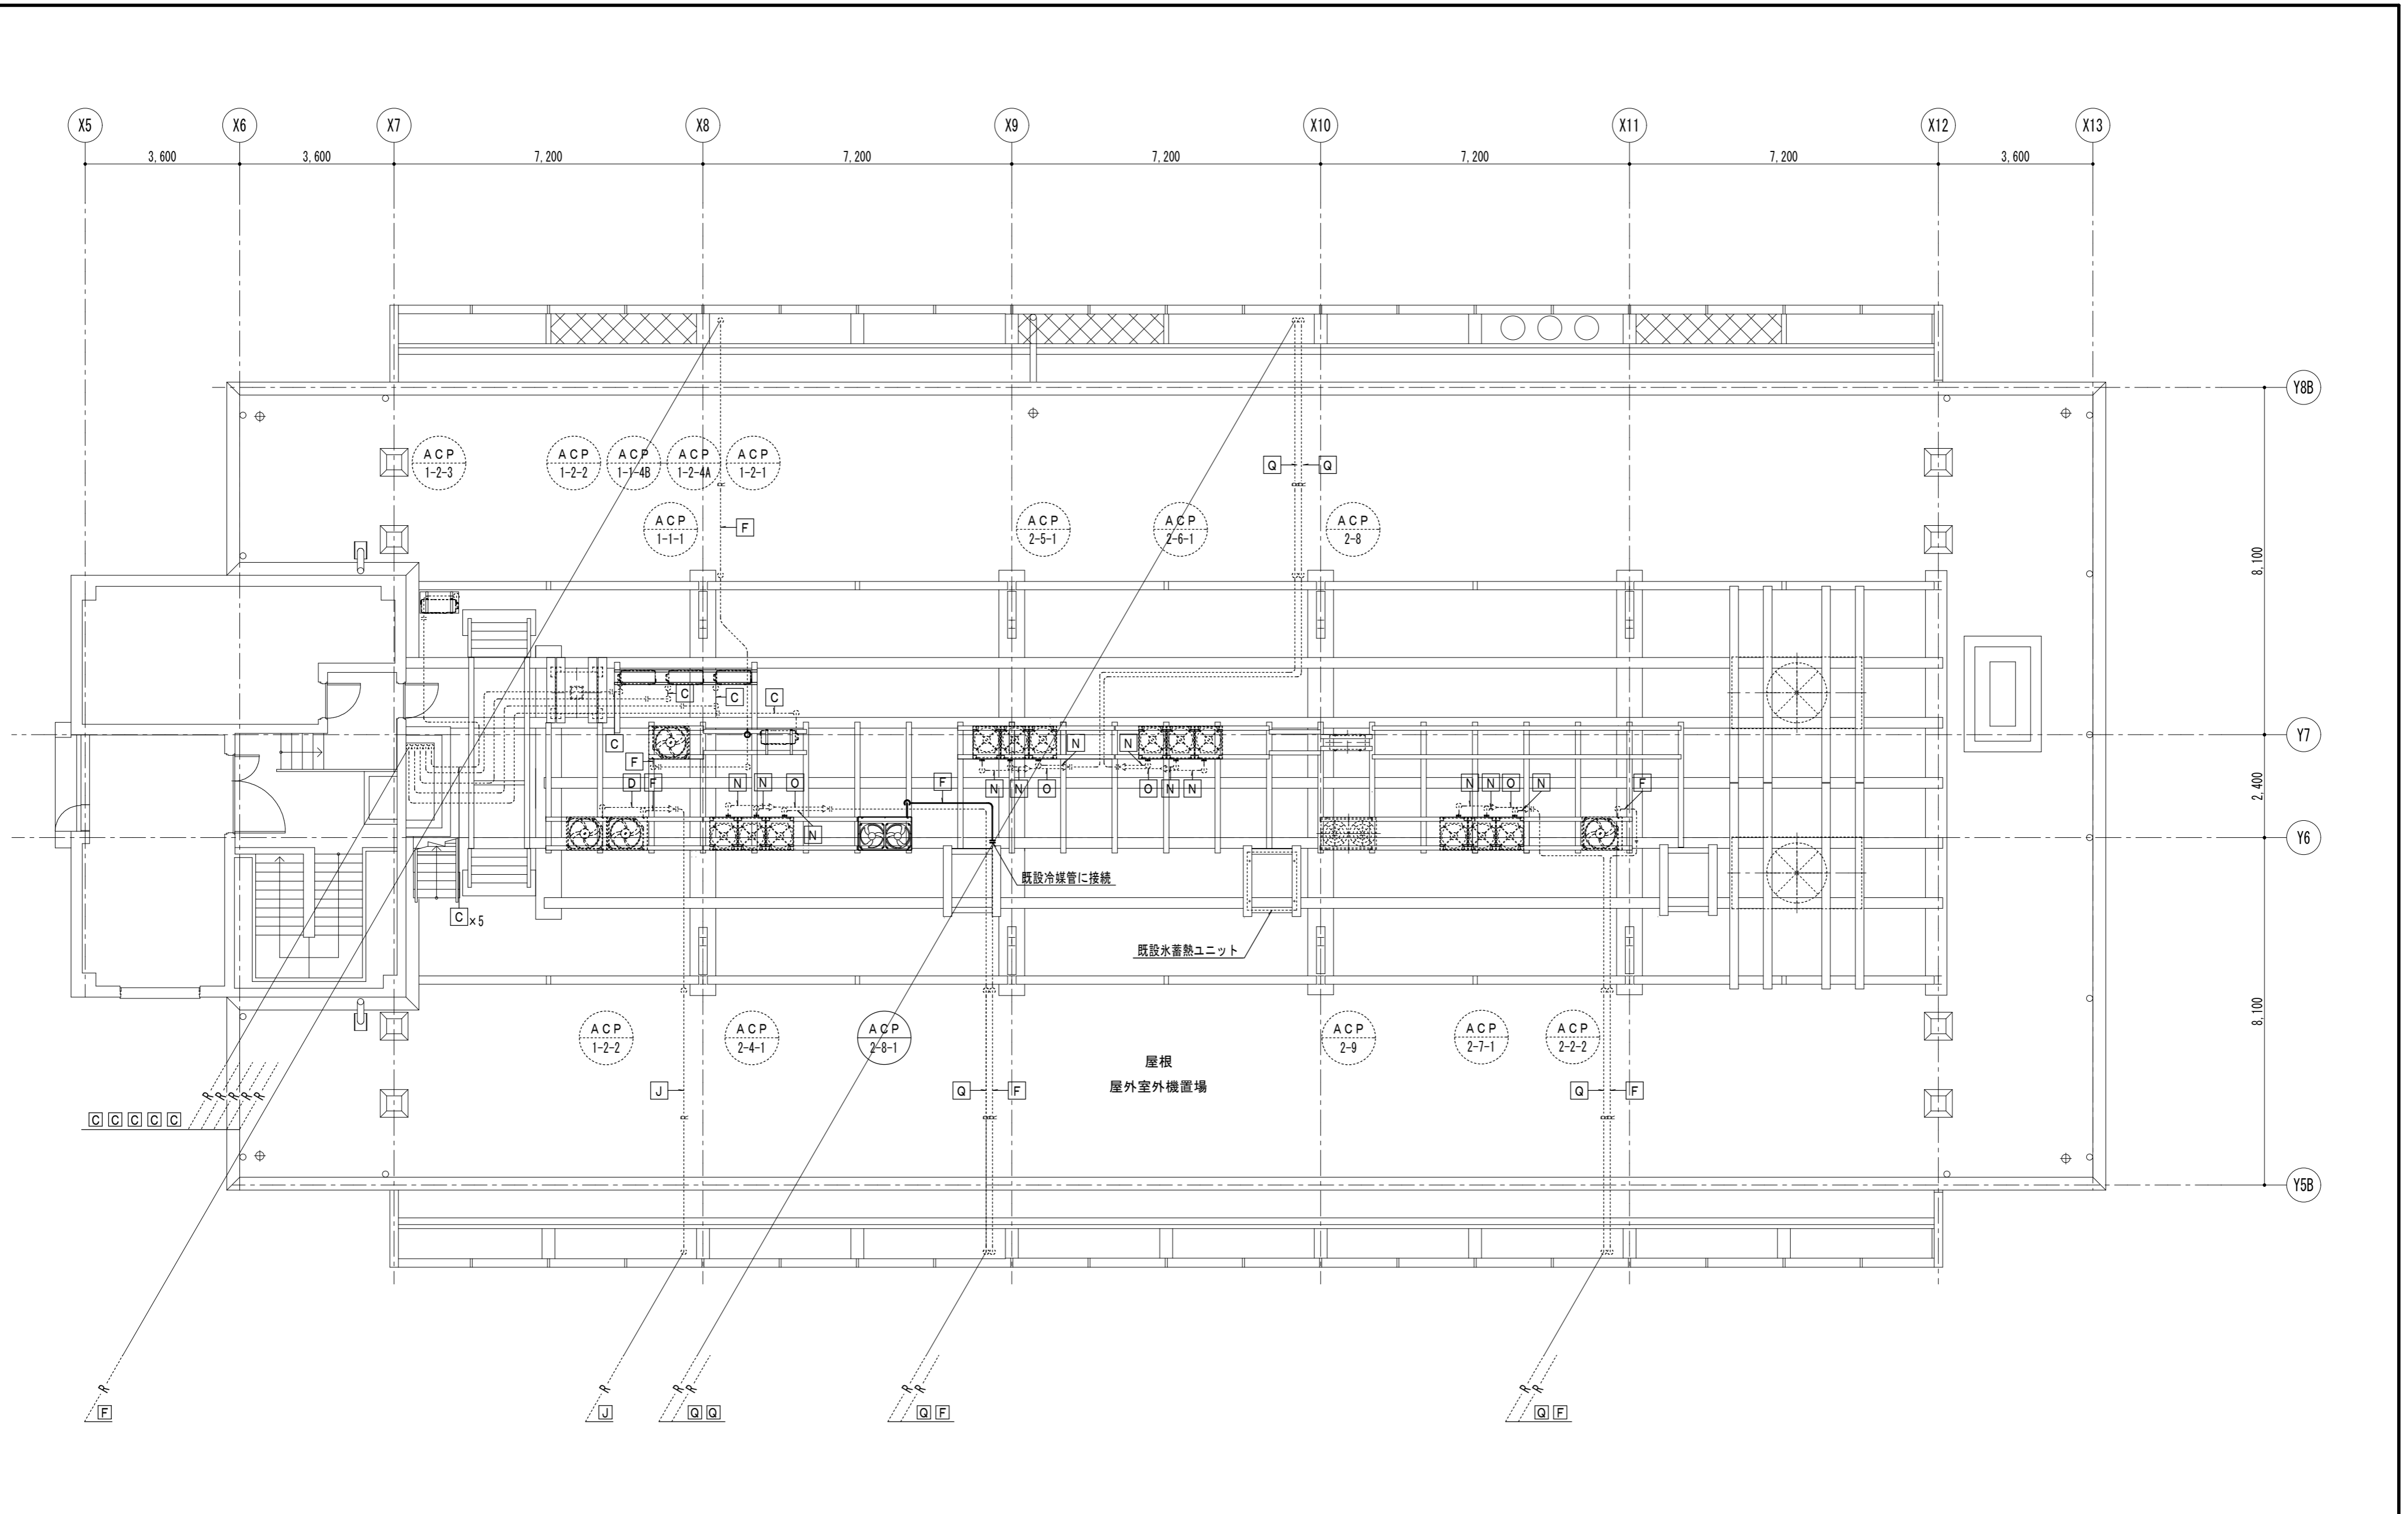 X5 X6 X7 X8 X9 X10 X11 X12 X13
3,600 3,600 7,200 7,200 7,200 7,200 7,200 3,600
Y8B
ACP
1-2-3
ACP
1-2-2
ACP
1-1-4B
ACP
1-2-4A
ACP
1-2-1
Q Q
ACP
1-1-1
F
ACP
2-5-1
ACP
2-6-1
ACP
2-8
8,100
C C C
C
N N
Y7
F
D F N N O F N N O O N N N N O N F
2,400
N
Y6
既設冷媒管に接続
C×5
既設氷蓄熱ユニット
8,100
ACP
1-2-2
ACP
2-4-1
ACP
2-8-1
ACP
2-9
ACP
2-7-1
ACP
2-2-2
屋根
屋外室外機置場
J Q F Q F
R R R R R
C C C C C
Y5B
R R R R R R R R
F J Q Q Q F Q F